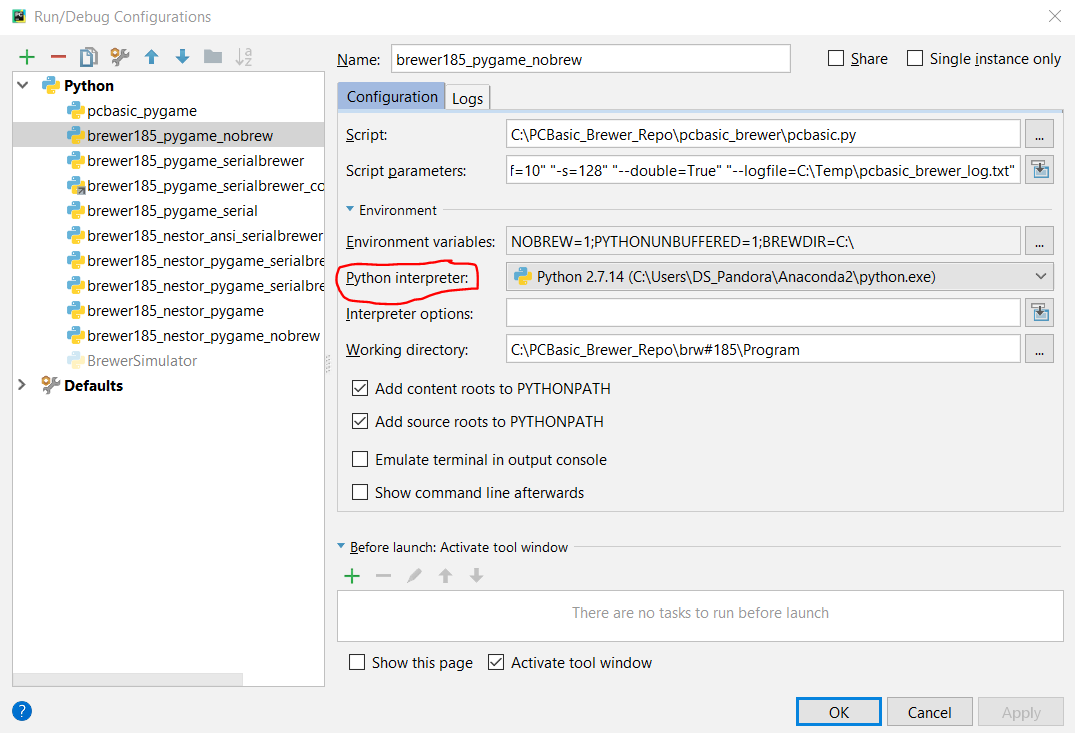 Run/Debug Configurations
Name: brewer185_pygame_nobrew Share Single instance only
Python
pcbasic_pygame
brewer185_pygame_nobrew
brewer185_pygame_serialbrewer
brewer185_pygame_serialbrewer_co
brewer185_pygame_serial
brewer185_nestor_ansi_serialbrewer
brewer185_nestor_pygame_serialbre
brewer185_nestor_pygame_serialbre
brewer185_nestor_pygame
brewer185_nestor_pygame_nobrew
BrewerSimulator
Defaults
Configuration Logs
Script: C:\PCBasic_Brewer_Repo\pcbasic_brewer\pcbasic.py ...
Script parameters: f=10" "-s=128" "--double=True" "--logfile=C:\Temp\pcbasic_brewer_log.txt"
Environment
Environment variables: NOBREW=1;PYTHONUNBUFFERED=1;BREWDIR=C:\ ...
Python interpreter: Python 2.7.14 (C:\Users\DS_Pandora\Anaconda2\python.exe)
Interpreter options:
Working directory: C:\PCBasic_Brewer_Repo\brw#185\Program ...
Add content roots to PYTHONPATH
Add source roots to PYTHONPATH
Emulate terminal in output console
Show command line afterwards
Before launch: Activate tool window
There are no tasks to run before launch
Show this page Activate tool window
? OK Cancel Apply